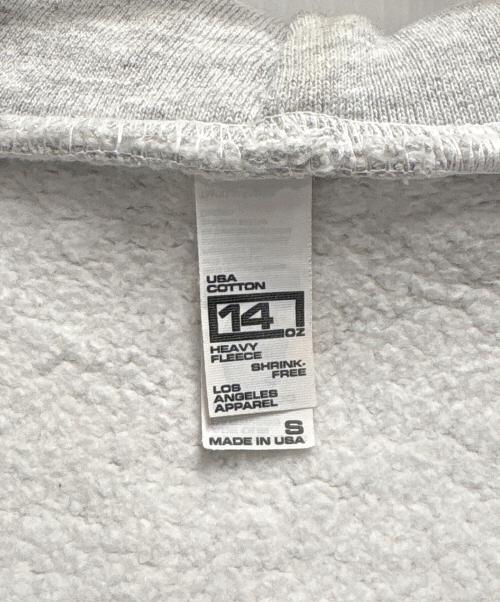 USA
COTTON
14
OZ
HEAVY
FLEECE
SHRINK-
FREE
LOS
ANGELES
APPAREL
S
MADE IN USA